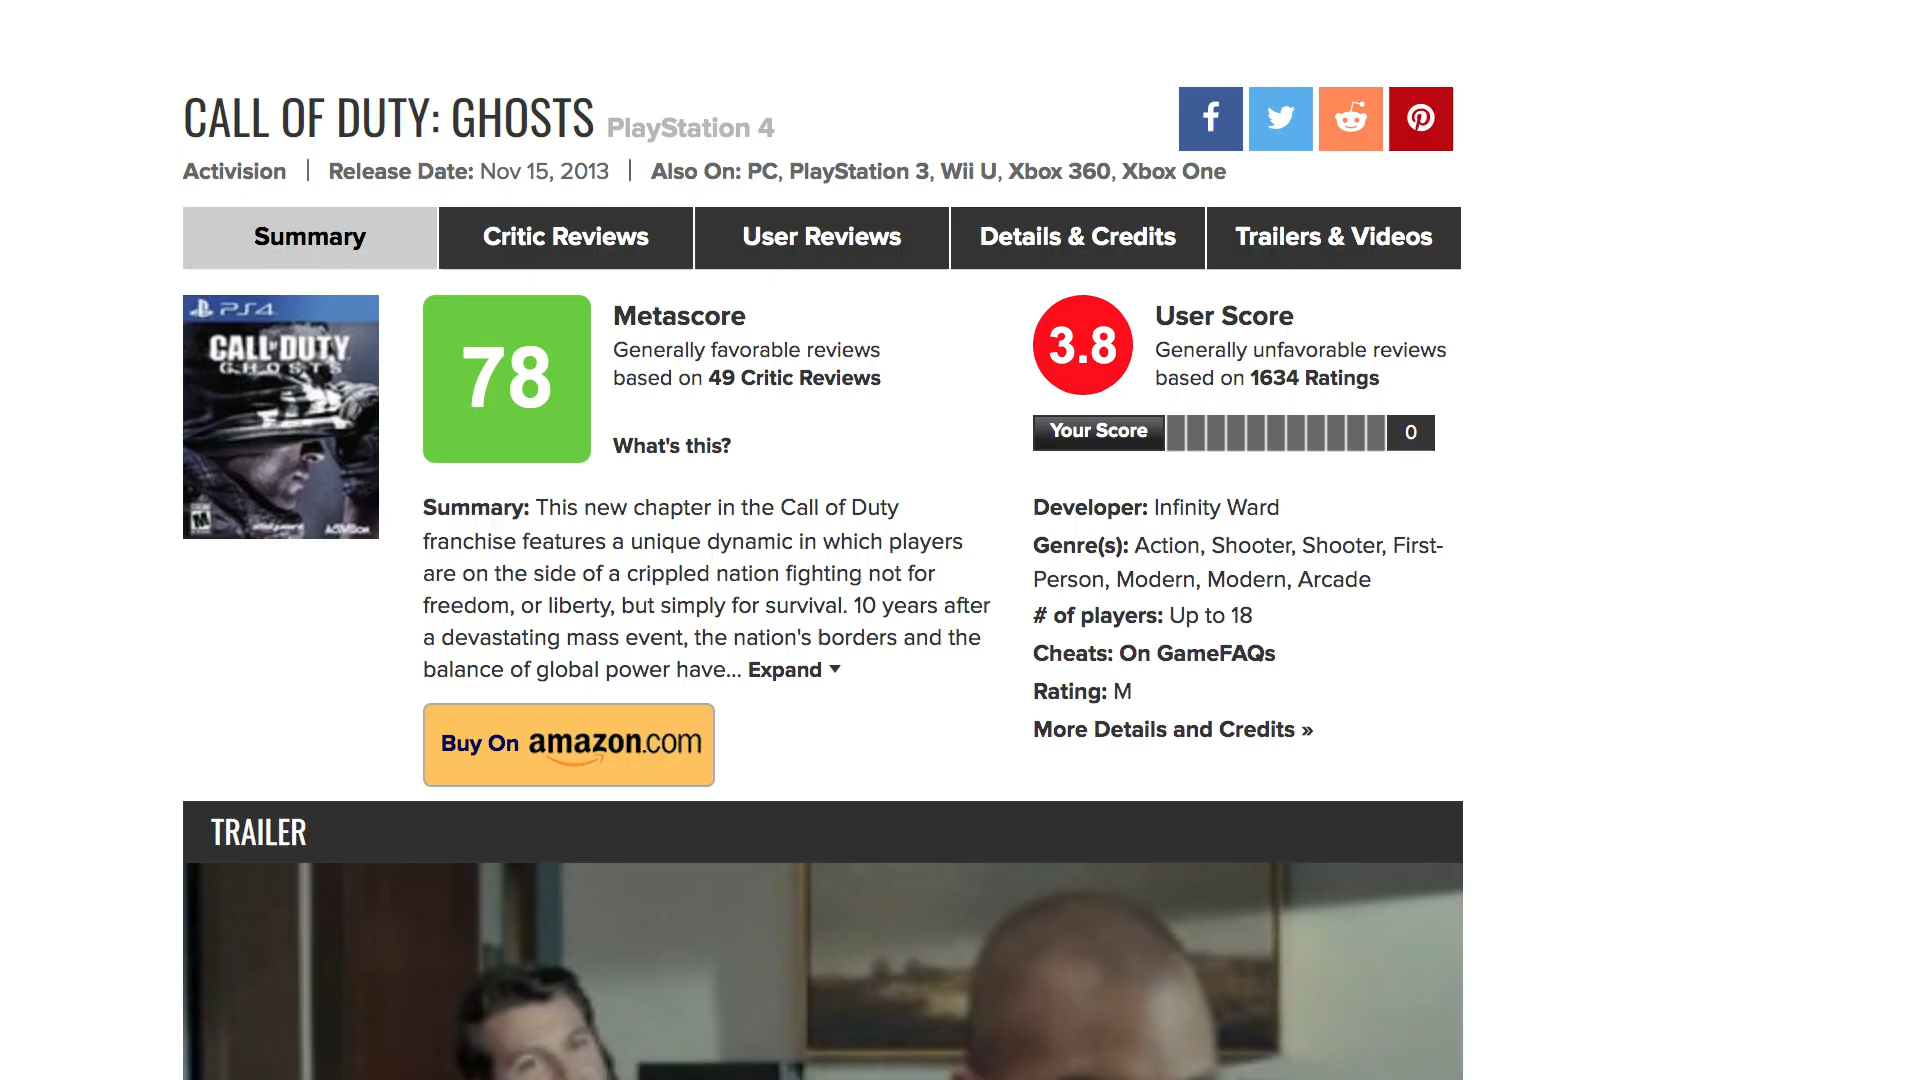 CALL OF DUTY: GHOSTS PlayStation 4
Activision | Release Date: Nov 15, 2013 | Also On: PC, PlayStation 3, Wii U, Xbox 360, Xbox One
Summary
Critic Reviews
User Reviews
Details & Credits
Trailers & Videos
PS4
CALL OF DUTY
GHOSTS
M
ACTIVISION
78
Metascore
Generally favorable reviews
based on 49 Critic Reviews
What's this?
3.8
User Score
Generally unfavorable reviews
based on 1634 Ratings
Your Score 0
Summary: This new chapter in the Call of Duty
franchise features a unique dynamic in which players
are on the side of a crippled nation fighting not for
freedom, or liberty, but simply for survival. 10 years after
a devastating mass event, the nation's borders and the
balance of global power have... Expand
Buy On amazon.com
Developer: Infinity Ward
Genre(s): Action, Shooter, Shooter, First-
Person, Modern, Modern, Arcade
# of players: Up to 18
Cheats: On GameFAQs
Rating: M
More Details and Credits »
TRAILER